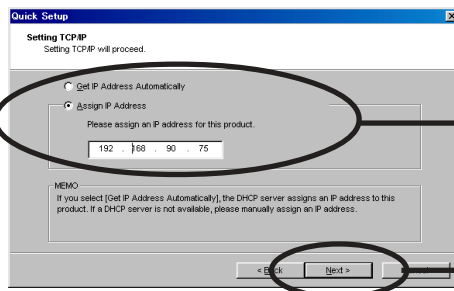 Quick Setup
Setting TCP/IP
Setting TCP/IP will proceed.
Get IP Address Automatically
Assign IP Address
Please assign an IP address for this product.
192 . 168 . 90 . 75
MEMO
If you select [Get IP Address Automatically], the DHCP server assigns an IP address to this
product. If a DHCP server is not available, please manually assign an IP address.
< Back Next >